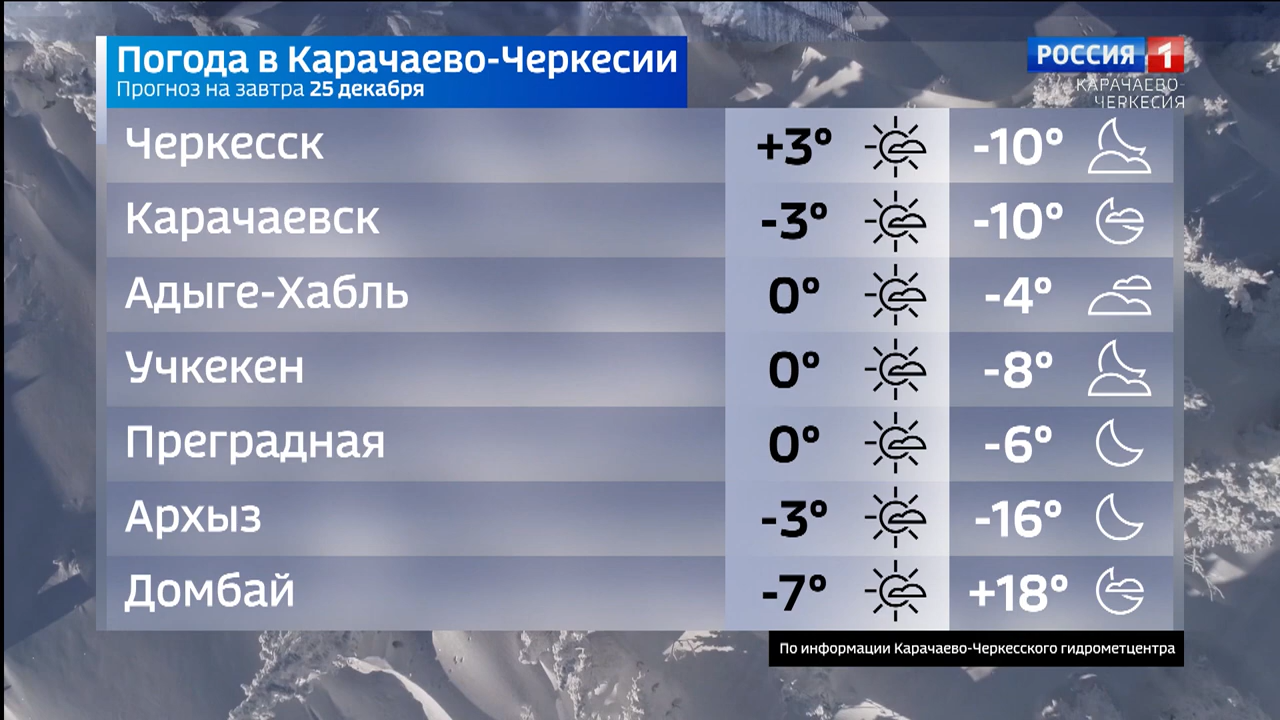 Погода в Карачаево-Черкесии
Прогноз на завтра 25 декабря
РОССИЯ 1
КАРАЧАЕВО-
ЧЕРКЕСИЯ
Черкесск +3° -10°
Карачаевск -3° -10°
Адыге-Хабль 0° -4°
Учкекен 0° -8°
Преградная 0° -6°
Архыз -3° -16°
Домбай -7° +18°
По информации Карачаево-Черкесского гидрометцентра